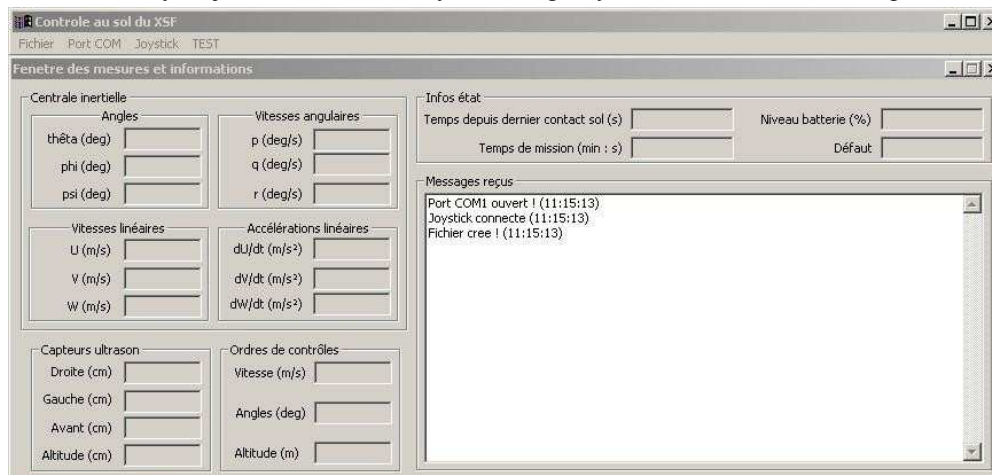 Controle au sol du XSF
Fichier Port COM Joystick TEST
Fenetre des mesures et informations
Centrale inertielle
Angles
thêta (deg)
phi (deg)
psi (deg)
Vitesses angulaires
p (deg/s)
q (deg/s)
r (deg/s)
Vitesses linéaires
U (m/s)
V (m/s)
W (m/s)
Accélérations linéaires
dU/dt (m/s²)
dV/dt (m/s²)
dW/dt (m/s²)
Capteurs ultrason
Droite (cm)
Gauche (cm)
Avant (cm)
Altitude (cm)
Ordres de contrôles
Vitesse (m/s)
Angles (deg)
Altitude (m)
Infos état
Temps depuis dernier contact sol (s)
Niveau batterie (%)
Temps de mission (min : s)
Défaut
Messages reçus
Port COM1 ouvert ! (11:15:13)
Joystick connecte (11:15:13)
Fichier cree ! (11:15:13)